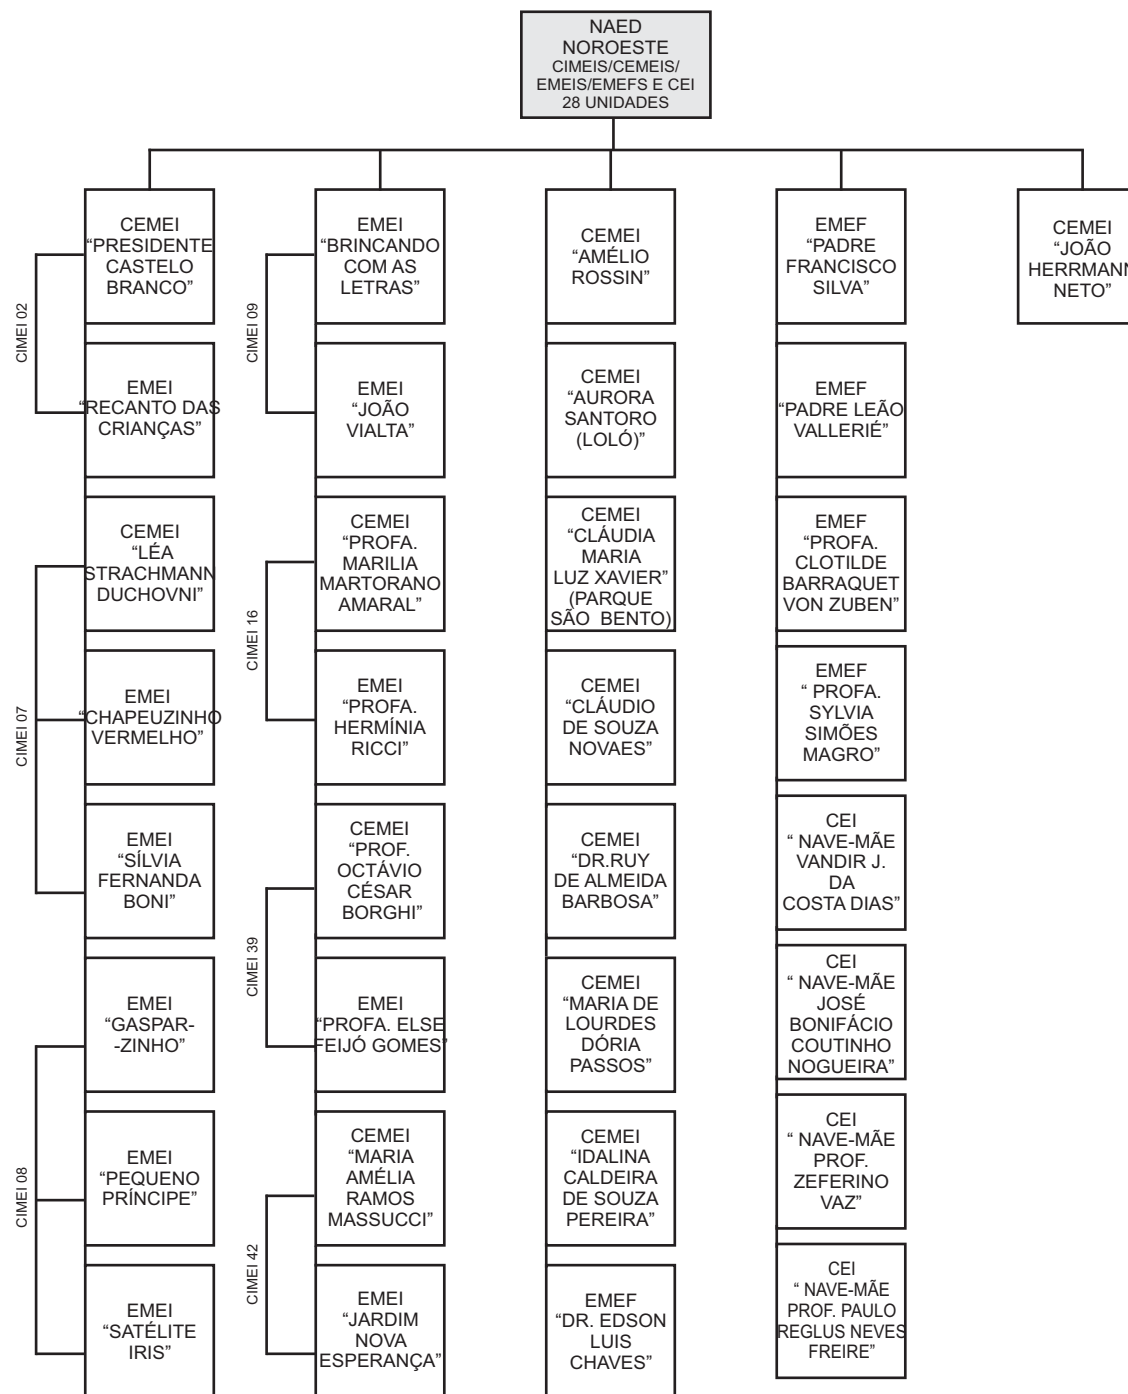 NAED
NOROESTE
CIMEIS/CEMEIS/
EMEIS/EMEFS E CEI
28 UNIDADES
CIMEI 02
CEMEI
“PRESIDENTE
CASTELO
BRANCO”
EMEI
“RECANTO DAS
CRIANÇAS”
CIMEI 07
CEMEI
“LÉA
STRACHMANN
DUCHOVNI”
EMEI
“CHAPEUZINHO
VERMELHO”
EMEI
“SÍLVIA
FERNANDA
BONI”
CIMEI 08
EMEI
“GASPAR-
-ZINHO”
EMEI
“PEQUENO
PRÍNCIPE”
EMEI
“SATÉLITE
IRIS”
CIMEI 09
EMEI
“BRINCANDO
COM AS
LETRAS”
EMEI
“JOÃO
VIALTA”
CIMEI 16
CEMEI
“PROFA.
MARILIA
MARTORANO
AMARAL”
EMEI
“PROFA.
HERMÍNIA
RICCI”
CIMEI 39
CEMEI
“PROF.
OCTÁVIO
CÉSAR
BORGHI”
EMEI
“PROFA. ELSE
FEIJÓ GOMES”
CIMEI 42
CEMEI
“MARIA
AMÉLIA
RAMOS
MASSUCCI”
EMEI
“JARDIM
NOVA
ESPERANÇA”
CEMEI
“AMÉLIO
ROSSIN”
CEMEI
“AURORA
SANTORO
(LOLÓ)”
CEMEI
“CLÁUDIA
MARIA
LUZ XAVIER”
(PARQUE
SÃO BENTO)
CEMEI
“CLÁUDIO
DE SOUZA
NOVAES”
CEMEI
“DR.RUY
DE ALMEIDA
BARBOSA”
CEMEI
“MARIA DE
LOURDES
DÓRIA
PASSOS”
CEMEI
“IDALINA
CALDEIRA
DE SOUZA
PEREIRA”
EMEF
“DR. EDSON
LUIS
CHAVES”
EMEF
“PADRE
FRANCISCO
SILVA”
EMEF
“PADRE LEÃO
VALLERIÉ”
EMEF
“PROFA.
CLOTILDE
BARRAQUET
VON ZUBEN”
EMEF
“ PROFA.
SYLVIA
SIMÕES
MAGRO”
CEI
“ NAVE-MÃE
VANDIR J.
DA
COSTA DIAS”
CEI
“ NAVE-MÃE
JOSÉ
BONIFÁCIO
COUTINHO
NOGUEIRA”
CEI
“ NAVE-MÃE
PROF.
ZEFERINO
VAZ”
CEI
“ NAVE-MÃE
PROF. PAULO
REGLUS NEVES
FREIRE”
CEMEI
“JOÃO
HERRMANN
NETO”